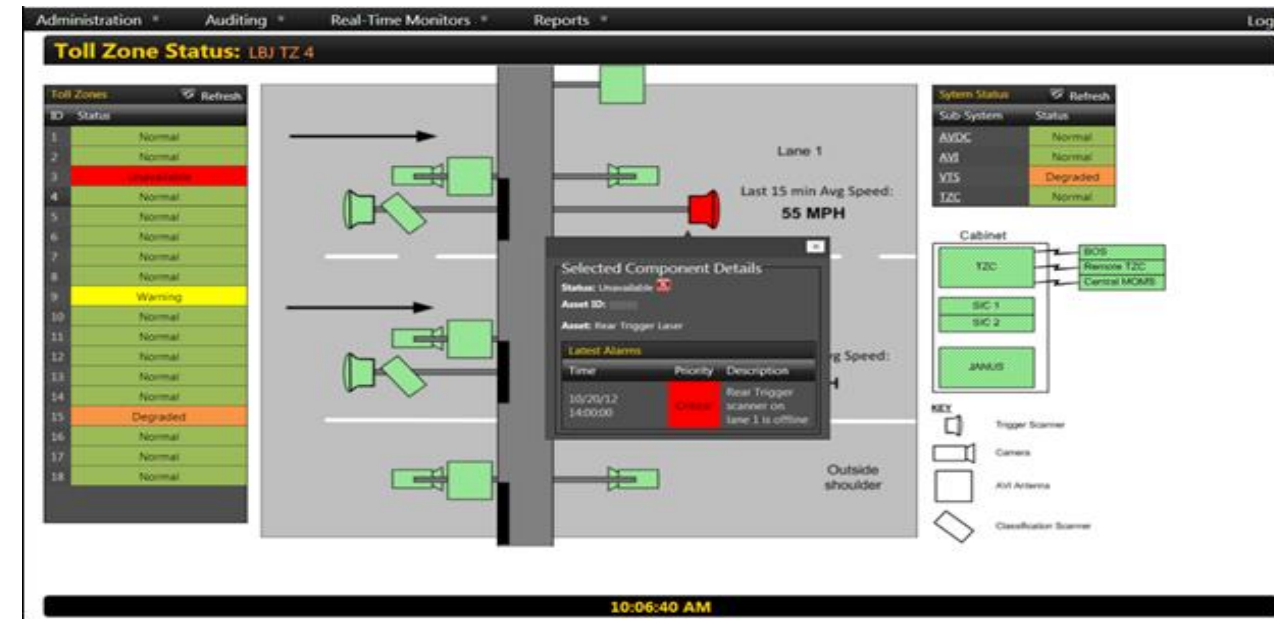 Administration Auditing Real-Time Monitors Reports Log
Toll Zone Status: LBJ TZ 4
Toll Zones Refresh
ID Status
1 Normal
2 Normal
3 Unavailable
4 Normal
5 Normal
6 Normal
7 Normal
8 Normal
9 Warning
10 Normal
11 Normal
12 Normal
13 Normal
14 Normal
15 Degraded
16 Normal
17 Normal
18 Normal
Lane 1
Last 15 min Avg Speed:
55 MPH
Selected Component Details
Status: Unavailable
Asset ID:
Asset: Rear Trigger Laser
Latest Alarms
Time Priority Description
10/20/12
14:00:00
Critical
Rear Trigger
scanner on
lane 1 is offline
vg Speed:
H
Outside
shoulder
Sytem Status Refresh
Sub-System Status
AVDC Normal
AVI Normal
VTS Degraded
TZC Normal
Cabinet
TZC
BOS
Remote TZC
Central MOMS
SIC 1
SIC 2
JANUS
KEY
Trigger Scanner
Camera
AVI Antenna
Classification Scanner
10:06:40 AM